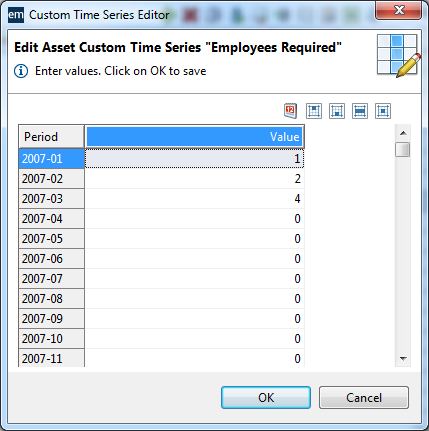 em Custom Time Series Editor
Edit Asset Custom Time Series "Employees Required"
Enter values. Click on OK to save
12
Period Value
2007-01 1
2007-02 2
2007-03 4
2007-04 0
2007-05 0
2007-06 0
2007-07 0
2007-08 0
2007-09 0
2007-10 0
2007-11 0
OK Cancel